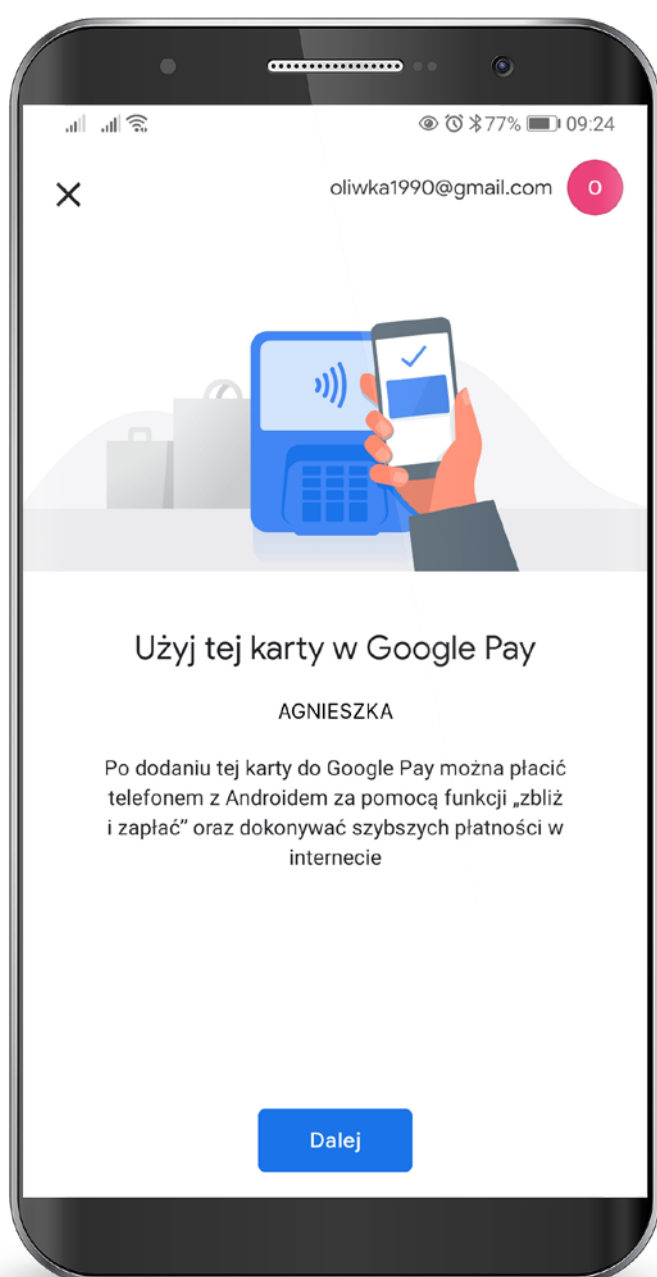 77% 09:24
oliwka1990@gmail.com O
Użyj tej karty w Google Pay
AGNIESZKA
Po dodaniu tej karty do Google Pay można płacić
telefonem z Androidem za pomocą funkcji „zbliż
i zapłać” oraz dokonywać szybszych płatności w
internecie
Dalej